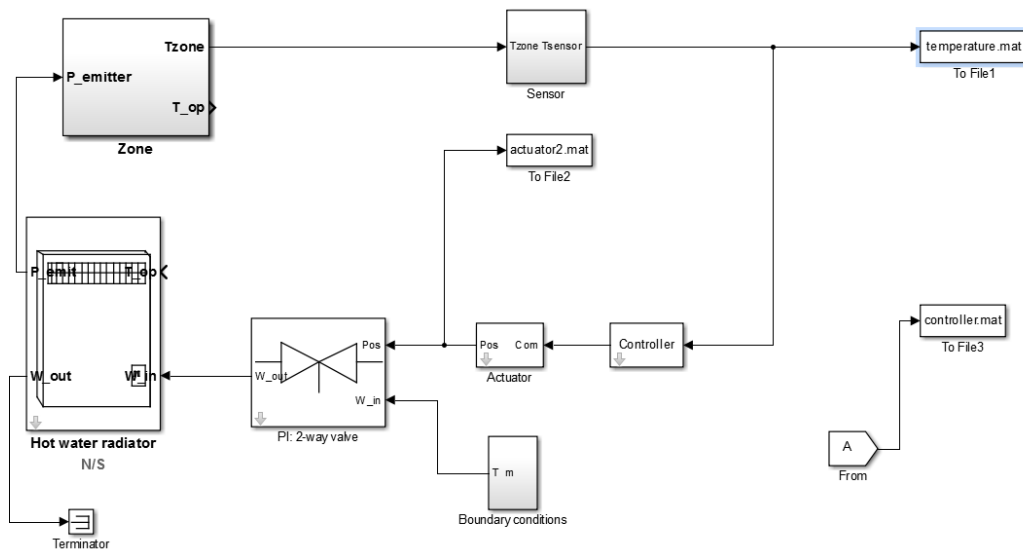 Tzone
P_emitter
T_op
Zone
Tzone Tsensor
Sensor
temperature.mat
To File1
actuator2.mat
To File2
P_emit
T_op
W_out
W_in
Hot water radiator
N/S
Pos
W_out
W_in
PI: 2-way valve
Pos Com
Actuator
Controller
controller.mat
To File3
A
From
T m
Boundary conditions
Terminator